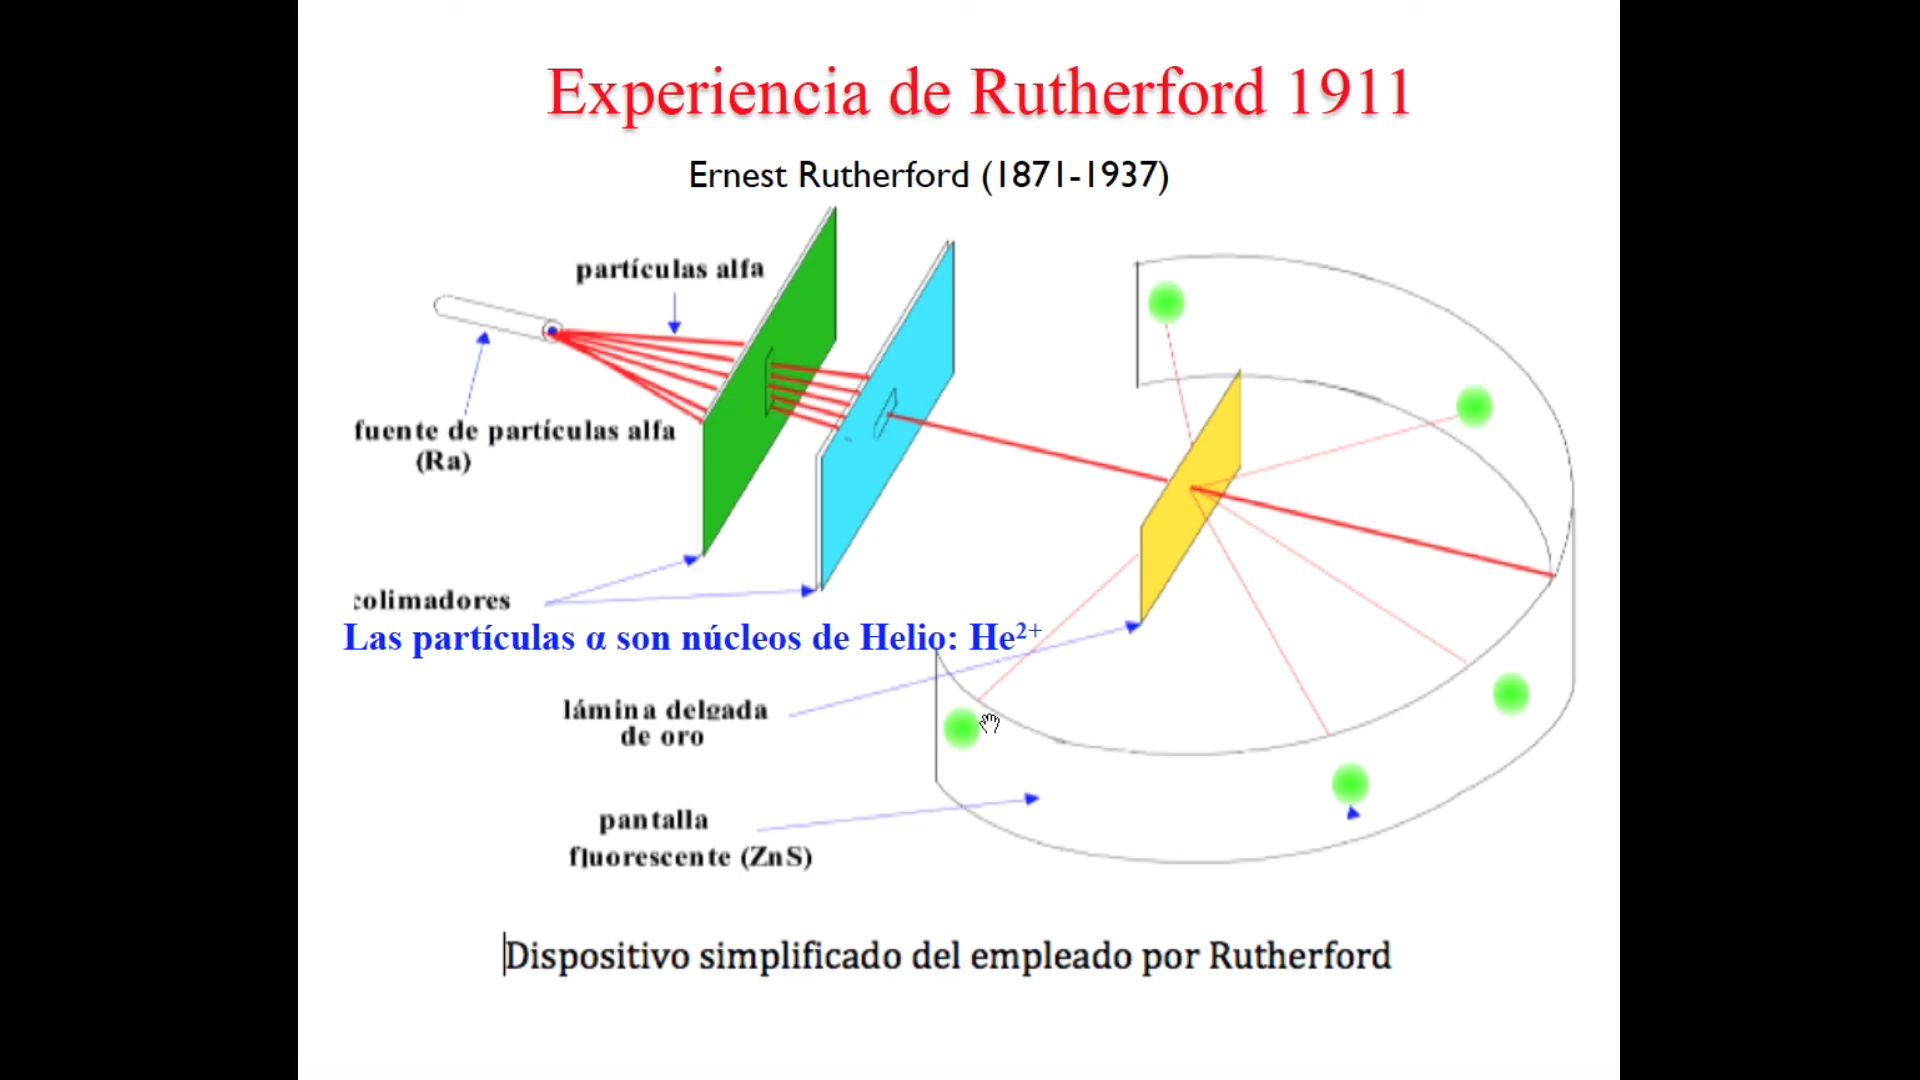 Experiencia de Rutherford 1911
Ernest Rutherford (1871-1937)
partículas alfa
fuente de partículas alfa
(Ra)
colimadores
Las partículas α son núcleos de Helio: He²⁺
lámina delgada
de oro
pantalla
fluorescente (ZnS)
Dispositivo simplificado del empleado por Rutherford